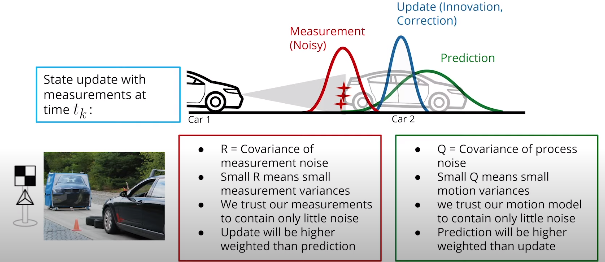 Measurement
(Noisy)
Update (Innovation,
Correction)
Prediction
State update with
measurements at
time l_k :
Car 1
Car 2
R = Covariance of
measurement noise
Small R means small
measurement variances
We trust our measurements
to contain only little noise
Update will be higher
weighted than prediction
Q = Covariance of process
noise
Small Q means small
motion variances
we trust our motion model
to contain only little noise
Prediction will be higher
weighted than update